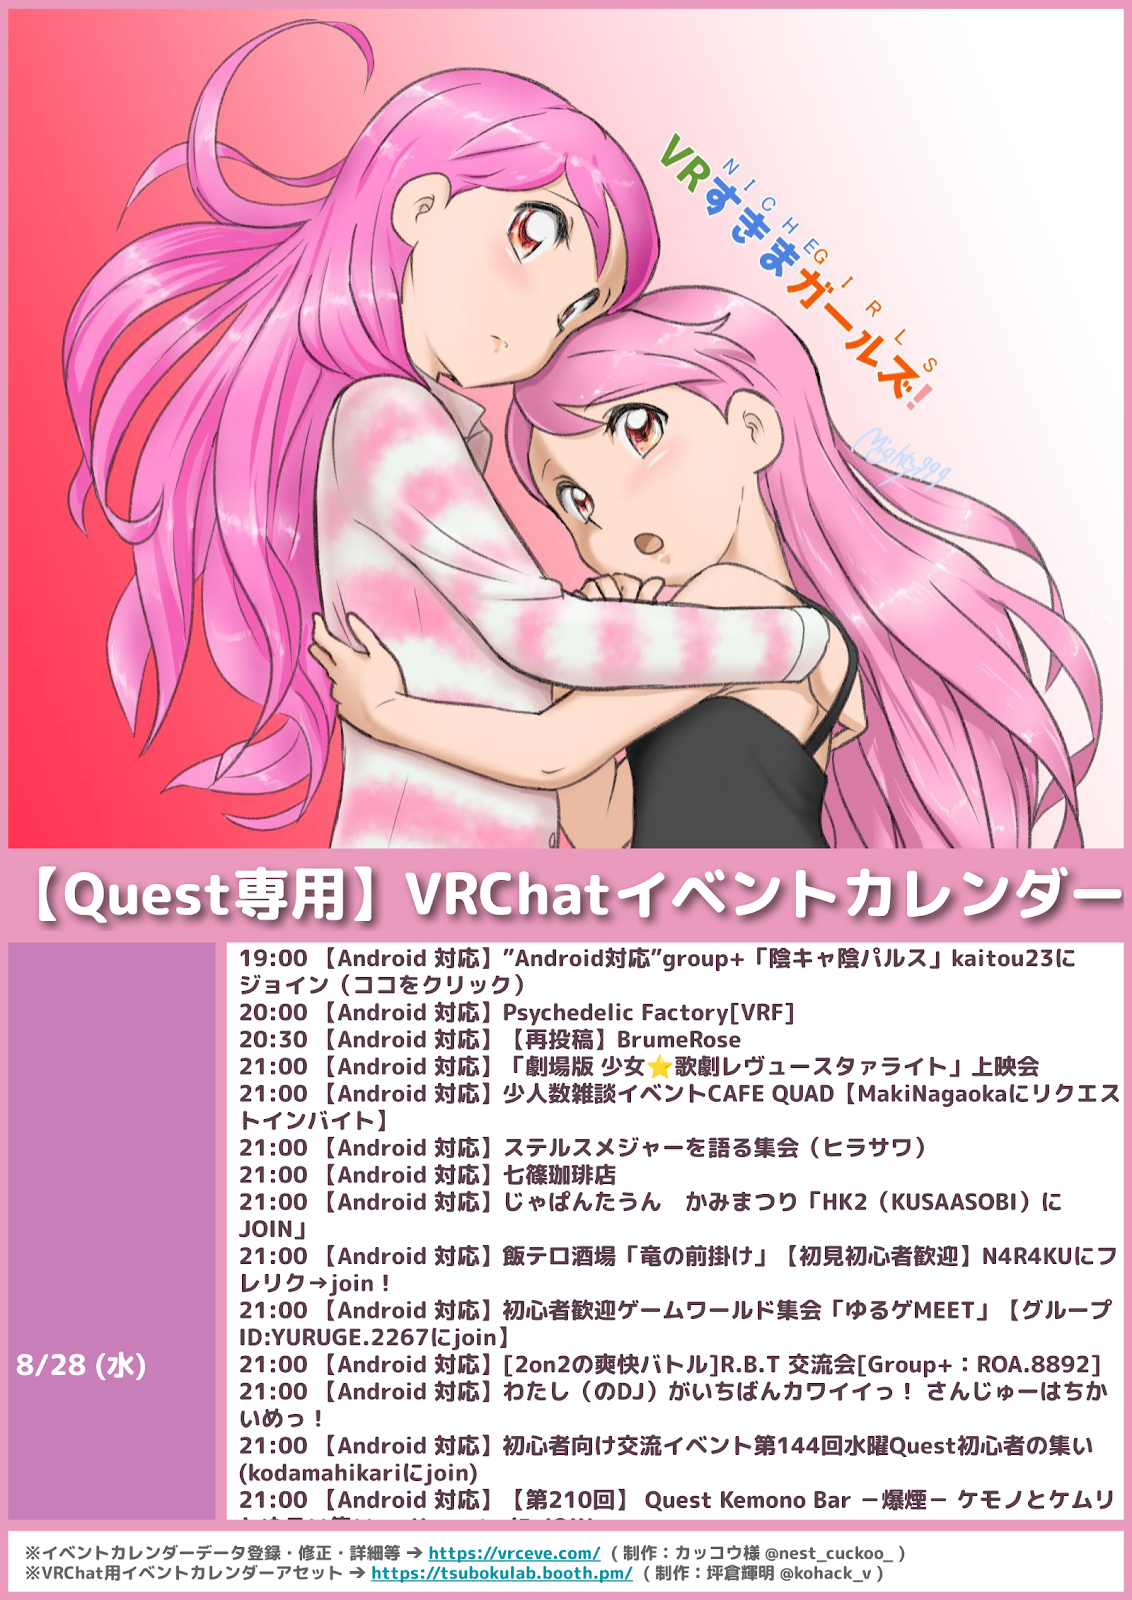 VRすきまガールズ!
NICHE GIRLS
Mighty999
【Quest専用】VRChatイベントカレンダー
8/28 (水)
19:00 【Android 対応】”Android対応”group+「陰キャ陰パルス」kaitou23に
ジョイン（ココをクリック）
20:00 【Android 対応】Psychedelic Factory[VRF]
20:30 【Android 対応】【再投稿】BrumeRose
21:00 【Android 対応】「劇場版 少女⭐歌劇レヴュースタァライト」上映会
21:00 【Android 対応】少人数雑談イベントCAFE QUAD【MakiNagaokaにリクエス
トインバイト】
21:00 【Android 対応】ステルスメジャーを語る集会（ヒラサワ）
21:00 【Android 対応】七篠珈琲店
21:00 【Android 対応】じゃぱんたうん　かみまつり「HK2（KUSAASOBI）に
JOIN」
21:00 【Android 対応】飯テロ酒場「竜の前掛け」【初見初心者歓迎】N4R4KUにフ
レリク→join！
21:00 【Android 対応】初心者歓迎ゲームワールド集会「ゆるゲMEET」【グループ
ID:YURUGE.2267にjoin】
21:00 【Android 対応】[2on2の爽快バトル]R.B.T 交流会[Group+：ROA.8892]
21:00 【Android 対応】わたし（のDJ）がいちばんカワイイっ！ さんじゅーはちか
いめっ！
21:00 【Android 対応】初心者向け交流イベント第144回水曜Quest初心者の集い
(kodamahikariにjoin)
21:00 【Android 対応】【第210回】 Quest Kemono Bar －爆煙－ ケモノとケムリ
※イベントカレンダーデータ登録・修正・詳細等 → https://vrceve.com/ ( 制作：カッコウ様 @nest_cuckoo_ )
※VRChat用イベントカレンダーアセット → https://tsubokulab.booth.pm/ ( 制作：坪倉輝明 @kohack_v )